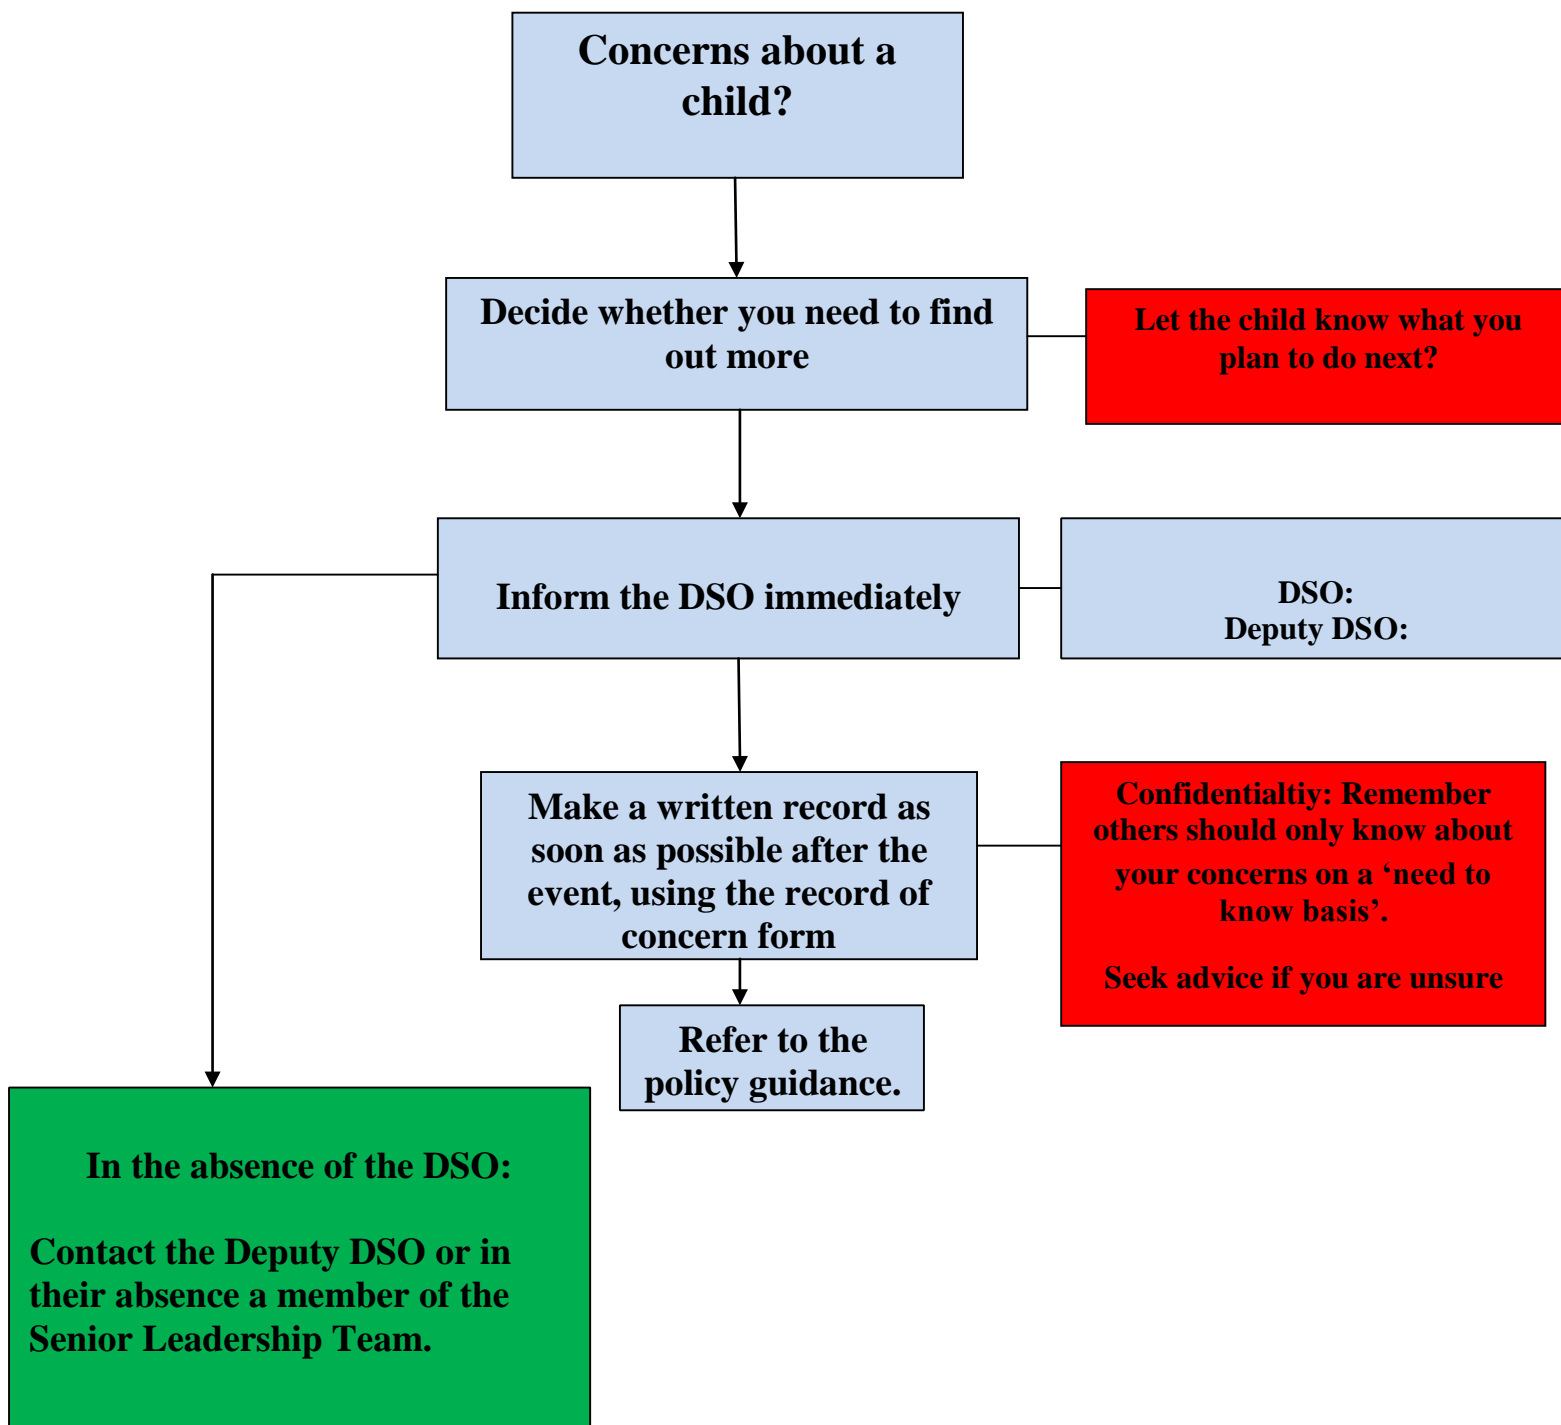 Concerns about a
child?
Decide whether you need to find
out more
Let the child know what you
plan to do next?
Inform the DSO immediately
DSO:
Deputy DSO:
Make a written record as
soon as possible after the
event, using the record of
concern form
Confidentialtiy: Remember
others should only know about
your concerns on a ‘need to
know basis’.
Seek advice if you are unsure
Refer to the
policy guidance.
In the absence of the DSO:
Contact the Deputy DSO or in
their absence a member of the
Senior Leadership Team.